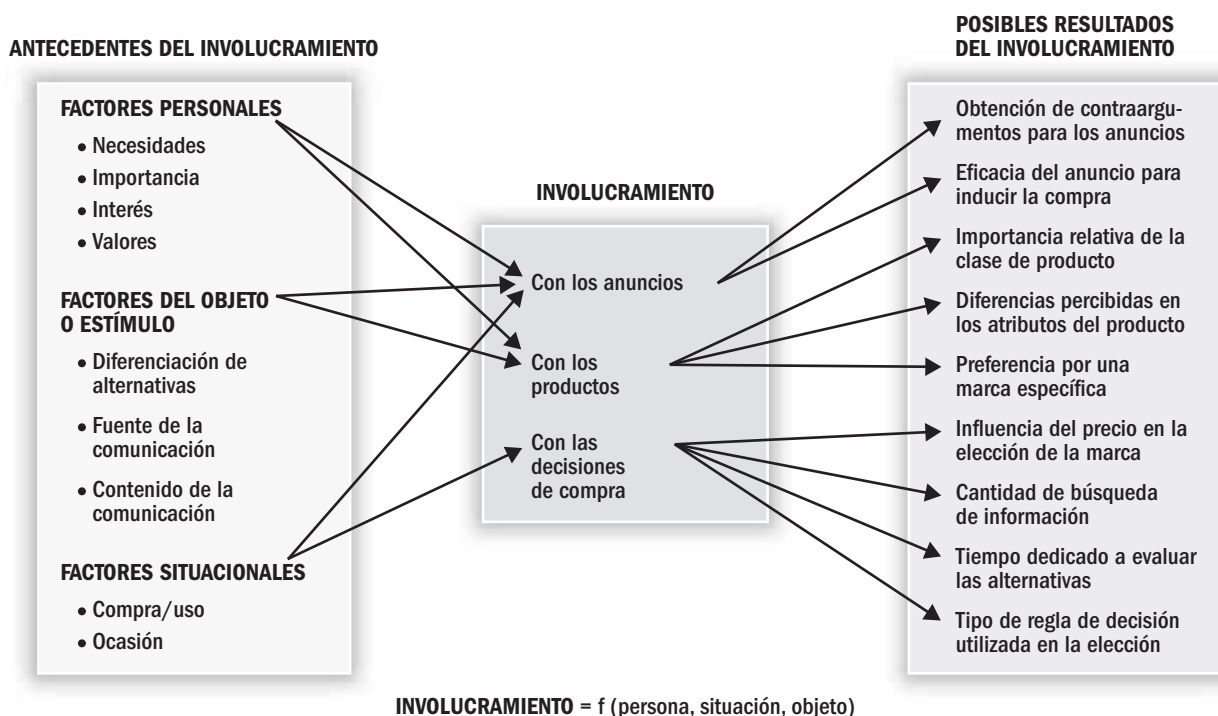 ANTECEDENTES DEL INVOLUCRAMIENTO
FACTORES PERSONALES
• Necesidades
• Importancia
• Interés
• Valores
FACTORES DEL OBJETO
O ESTÍMULO
• Diferenciación de
alternativas
• Fuente de la
comunicación
• Contenido de la
comunicación
FACTORES SITUACIONALES
• Compra/uso
• Ocasión
INVOLUCRAMIENTO
Con los anuncios
Con los
productos
Con las
decisiones
de compra
POSIBLES RESULTADOS
DEL INVOLUCRAMIENTO
Obtención de contraargu-
mentos para los anuncios
Eficacia del anuncio para
inducir la compra
Importancia relativa de la
clase de producto
Diferencias percibidas en
los atributos del producto
Preferencia por una
marca específica
Influencia del precio en la
elección de la marca
Cantidad de búsqueda
de información
Tiempo dedicado a evaluar
las alternativas
Tipo de regla de decisión
utilizada en la elección
INVOLUCRAMIENTO = f (persona, situación, objeto)